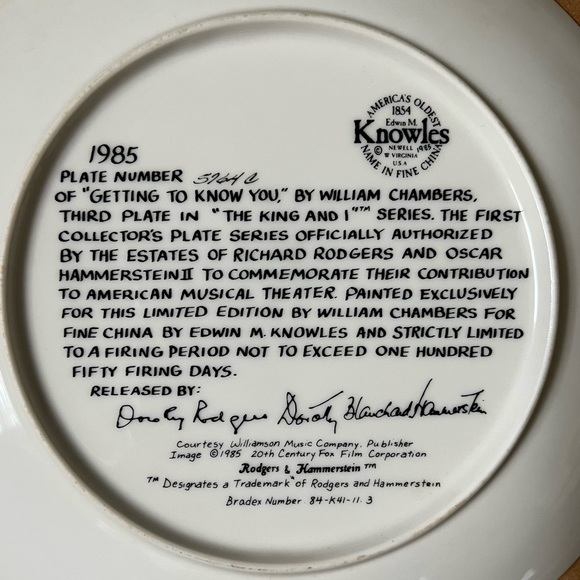 AMERICA'S OLDEST
1854
Edwin M.
Knowles
© NEWELL 1985
W VIRGINIA
USA
NAME IN FINE CHINA
1985
PLATE NUMBER
OF "GETTING TO KNOW YOU," BY WILLIAM CHAMBERS,
THIRD PLATE IN "THE KING AND I"™ SERIES. THE FIRST
COLLECTOR'S PLATE SERIES OFFICIALLY AUTHORIZED
BY THE ESTATES OF RICHARD RODGERS AND OSCAR
HAMMERSTEIN II TO COMMEMORATE THEIR CONTRIBUTION
TO AMERICAN MUSICAL THEATER. PAINTED EXCLUSIVELY
FOR THIS LIMITED EDITION BY WILLIAM CHAMBERS FOR
FINE CHINA BY EDWIN M. KNOWLES AND STRICTLY LIMITED
TO A FIRING PERIOD NOT TO EXCEED ONE HUNDRED
FIFTY FIRING DAYS.
RELEASED BY:
Dorothy Rodgers Dorothy Blanchard Hammerstein
Courtesy Williamson Music Company, Publisher
Image ©1985 20th Century Fox Film Corporation
Rodgers & Hammerstein ™
™ Designates a Trademark of Rodgers and Hammerstein
Bradex Number 84-K41-11.3